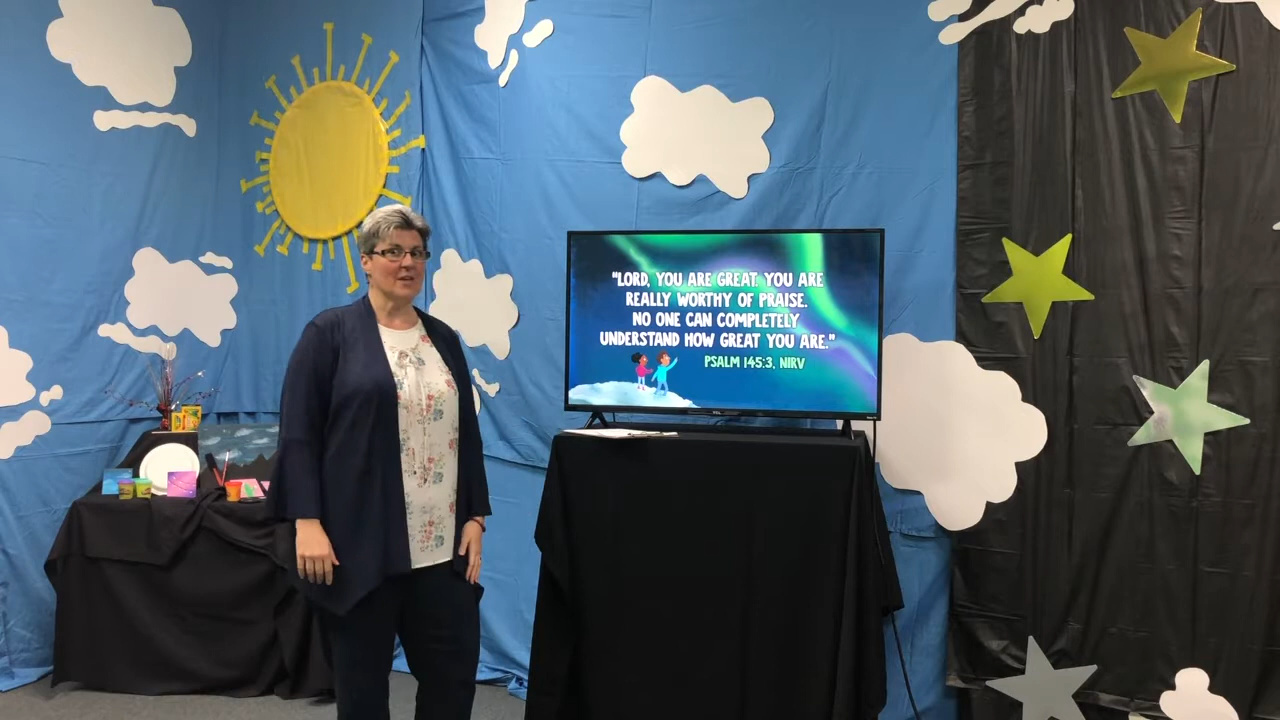 "LORD, YOU ARE GREAT. YOU ARE
REALLY WORTHY OF PRAISE.
NO ONE CAN COMPLETELY
UNDERSTAND HOW GREAT YOU ARE."
PSALM 145:3, NIRV
TCL